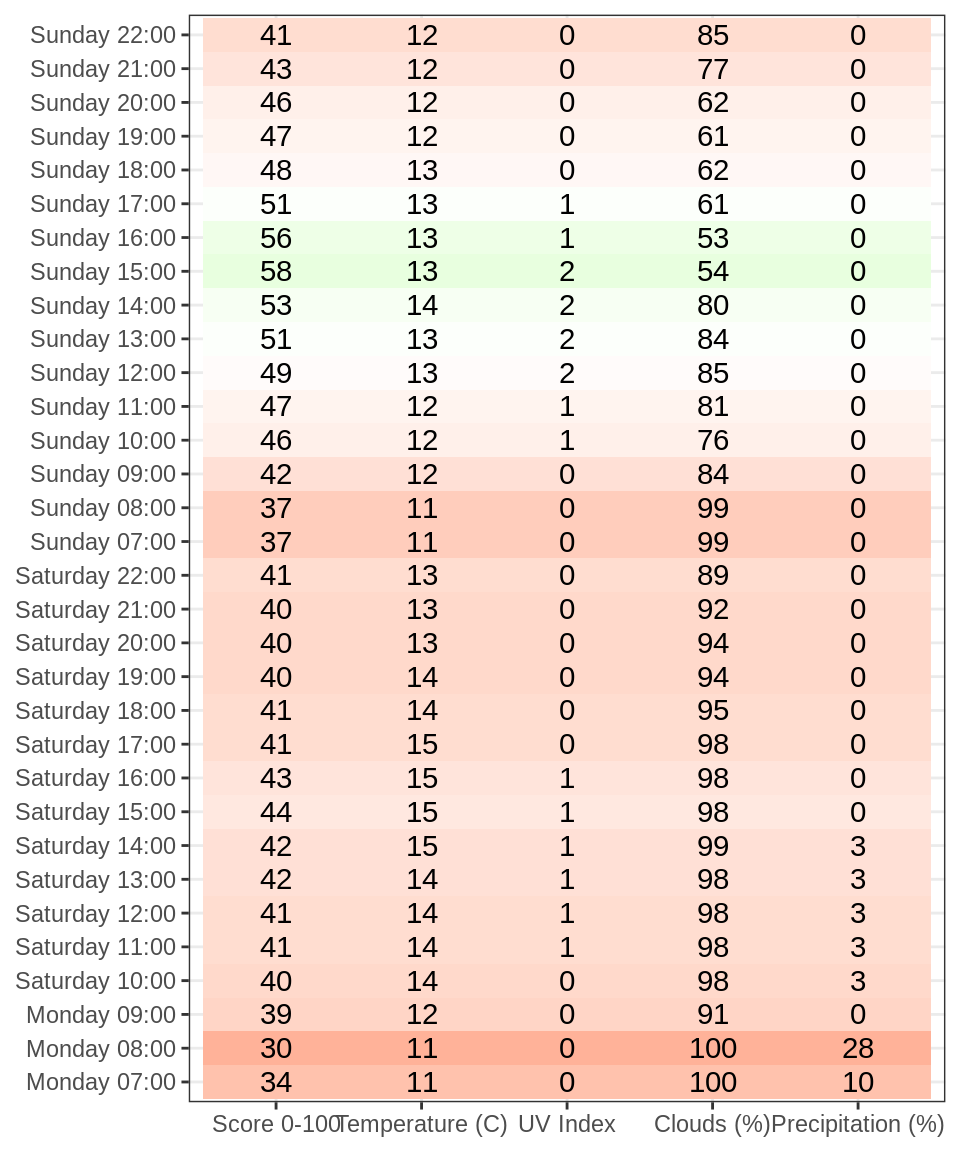 Sunday 22:00 41 12 0 85 0
Sunday 21:00 43 12 0 77 0
Sunday 20:00 46 12 0 62 0
Sunday 19:00 47 12 0 61 0
Sunday 18:00 48 13 0 62 0
Sunday 17:00 51 13 1 61 0
Sunday 16:00 56 13 1 53 0
Sunday 15:00 58 13 2 54 0
Sunday 14:00 53 14 2 80 0
Sunday 13:00 51 13 2 84 0
Sunday 12:00 49 13 2 85 0
Sunday 11:00 47 12 1 81 0
Sunday 10:00 46 12 1 76 0
Sunday 09:00 42 12 0 84 0
Sunday 08:00 37 11 0 99 0
Sunday 07:00 37 11 0 99 0
Saturday 22:00 41 13 0 89 0
Saturday 21:00 40 13 0 92 0
Saturday 20:00 40 13 0 94 0
Saturday 19:00 40 14 0 94 0
Saturday 18:00 41 14 0 95 0
Saturday 17:00 41 15 0 98 0
Saturday 16:00 43 15 1 98 0
Saturday 15:00 44 15 1 98 0
Saturday 14:00 42 15 1 99 3
Saturday 13:00 42 14 1 98 3
Saturday 12:00 41 14 1 98 3
Saturday 11:00 41 14 1 98 3
Saturday 10:00 40 14 0 98 3
Monday 09:00 39 12 0 91 0
Monday 08:00 30 11 0 100 28
Monday 07:00 34 11 0 100 10
Score 0-100 Temperature (C) UV Index Clouds (%) Precipitation (%)